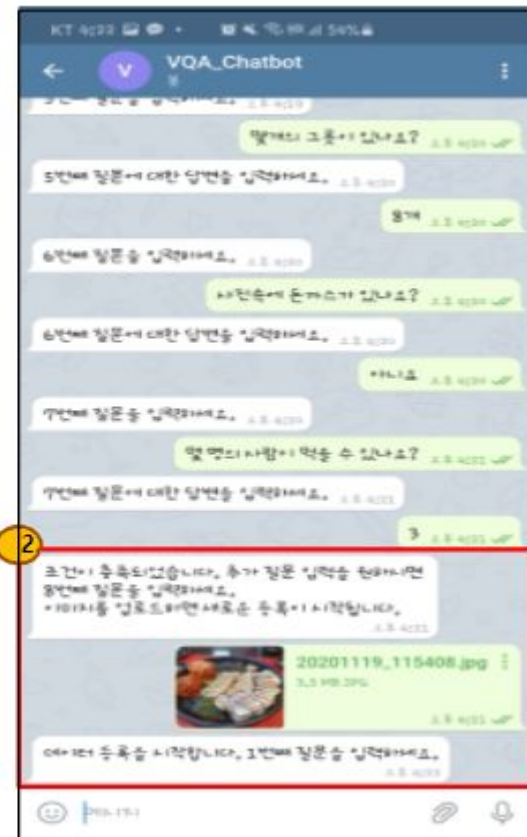 KT 4:22 54%
VQA_Chatbot
봇
몇개의 그릇이 있나요?
5번째 질문에 대한 답변을 입력하세요.
8개
6번째 질문을 입력하세요.
사진속에 돈까스가 있나요?
6번째 질문에 대한 답변을 입력하세요.
아니요
7번째 질문을 입력하세요.
몇 명의 사람이 먹을 수 있나요?
7번째 질문에 대한 답변을 입력하세요.
3
2
조건이 충족되었습니다. 추가 질문 입력을 원하시면
8번째 질문을 입력하세요.
이미지를 업로드하면 새로운 등록이 시작됩니다.
20201119_115408.jpg
데이터 등록을 시작합니다. 1번째 질문을 입력하세요.